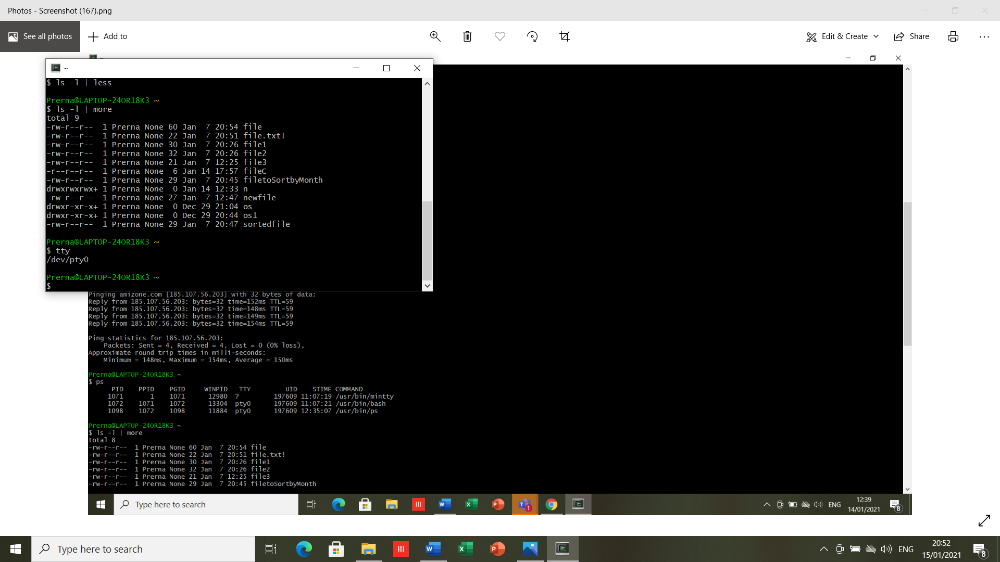 Photos - Screenshot (167).png
See all photos
Add to
Edit & Create
Share
~
~
$ ls -l | less
Prerna@LAPTOP-24OR18K3 ~
$ ls -l | more
total 9
-rw-r--r--  1 Prerna None 60 Jan  7 20:54 file
-rw-r--r--  1 Prerna None 22 Jan  7 20:51 file.txt!
-rw-r--r--  1 Prerna None 30 Jan  7 20:26 file1
-rw-r--r--  1 Prerna None 32 Jan  7 20:26 file2
-rw-r--r--  1 Prerna None 21 Jan  7 12:25 file3
-r--r--r--  1 Prerna None  6 Jan 14 17:57 fileC
-rw-r--r--  1 Prerna None 29 Jan  7 20:45 filetoSortbyMonth
drwxrwxrwx+ 1 Prerna None  0 Jan 14 12:33 n
-rw-r--r--  1 Prerna None 27 Jan  7 12:47 newfile
drwxr-xr-x+ 1 Prerna None  0 Dec 29 21:04 os
drwxr-xr-x+ 1 Prerna None  0 Dec 29 20:44 os1
-rw-r--r--  1 Prerna None 29 Jan  7 20:47 sortedfile
Prerna@LAPTOP-24OR18K3 ~
$ tty
/dev/pty0
Prerna@LAPTOP-24OR18K3 ~
$
Pinging amizone.com [185.107.56.203] with 32 bytes of data:
Reply from 185.107.56.203: bytes=32 time=152ms TTL=59
Reply from 185.107.56.203: bytes=32 time=148ms TTL=59
Reply from 185.107.56.203: bytes=32 time=149ms TTL=59
Reply from 185.107.56.203: bytes=32 time=154ms TTL=59
Ping statistics for 185.107.56.203:
Packets: Sent = 4, Received = 4, Lost = 0 (0% loss),
Approximate round trip times in milli-seconds:
Minimum = 148ms, Maximum = 154ms, Average = 150ms
Prerna@LAPTOP-24OR18K3 ~
$ ps
PID PPID PGID WINPID TTY UID STIME COMMAND
1071 1 1071 12980 ? 197609 11:07:19 /usr/bin/mintty
1072 1071 1072 13304 pty0 197609 11:07:21 /usr/bin/bash
1098 1072 1098 11884 pty0 197609 12:35:07 /usr/bin/ps
Prerna@LAPTOP-24OR18K3 ~
$ ls -l | more
total 8
-rw-r--r--  1 Prerna None 60 Jan  7 20:54 file
-rw-r--r--  1 Prerna None 22 Jan  7 20:51 file.txt!
-rw-r--r--  1 Prerna None 30 Jan  7 20:26 file1
-rw-r--r--  1 Prerna None 32 Jan  7 20:26 file2
-rw-r--r--  1 Prerna None 21 Jan  7 12:25 file3
-rw-r--r--  1 Prerna None 29 Jan  7 20:45 filetoSortbyMonth
Type here to search
ENG
12:39
14/01/2021
8
Type here to search
ENG
20:52
15/01/2021
8